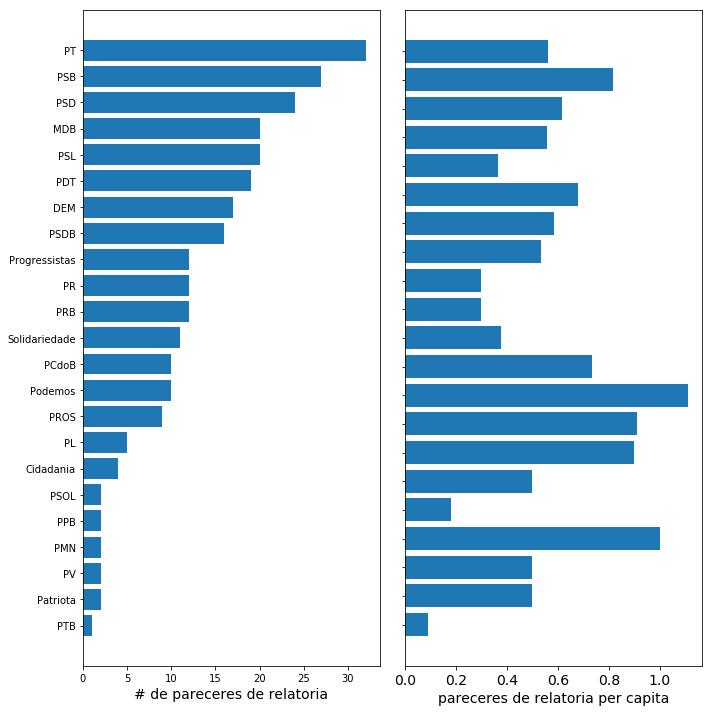 PT
PSB
PSD
MDB
PSL
PDT
DEM
PSDB
Progressistas
PR
PRB
Solidariedade
PCdoB
Podemos
PROS
PL
Cidadania
PSOL
PPB
PMN
PV
Patriota
PTB
0 5 10 15 20 25 30
# de pareceres de relatoria
0.0 0.2 0.4 0.6 0.8 1.0
pareceres de relatoria per capita